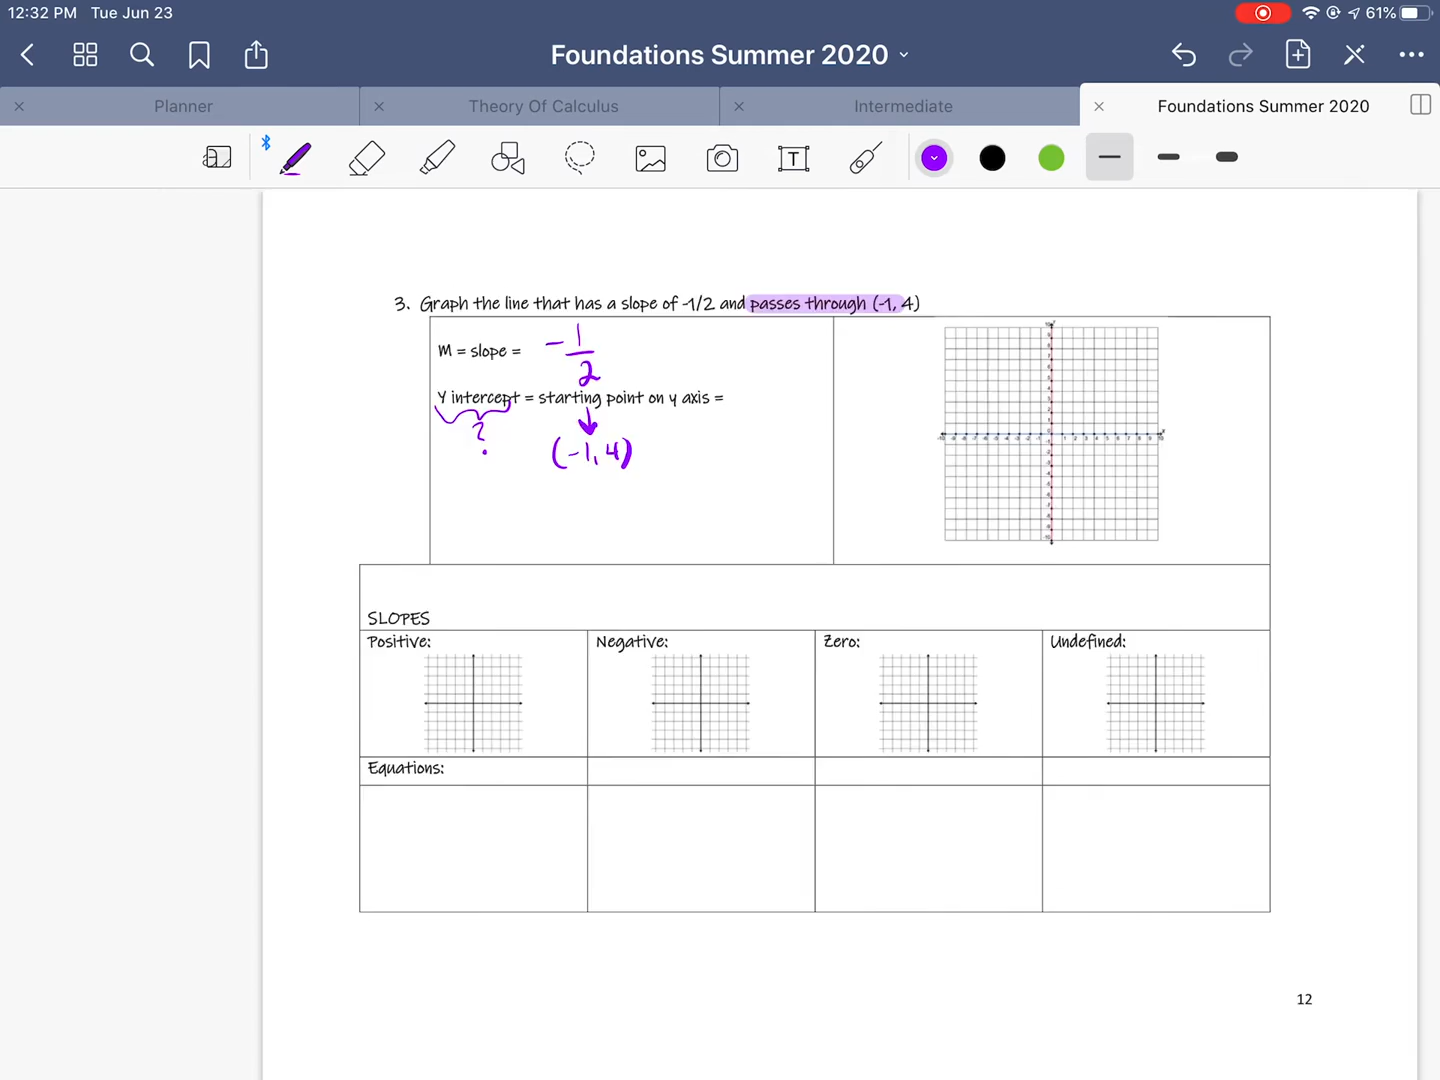 12:32 PM Tue Jun 23
61%
Foundations Summer 2020
Planner
Theory Of Calculus
Intermediate
Foundations Summer 2020
T
3. Graph the line that has a slope of -1/2 and passes through (-1, 4)
M = slope = -1/2
Y intercept = starting point on y axis =
?
(-1, 4)
SLOPES
Positive:
Negative:
Zero:
Undefined:
Equations:
12